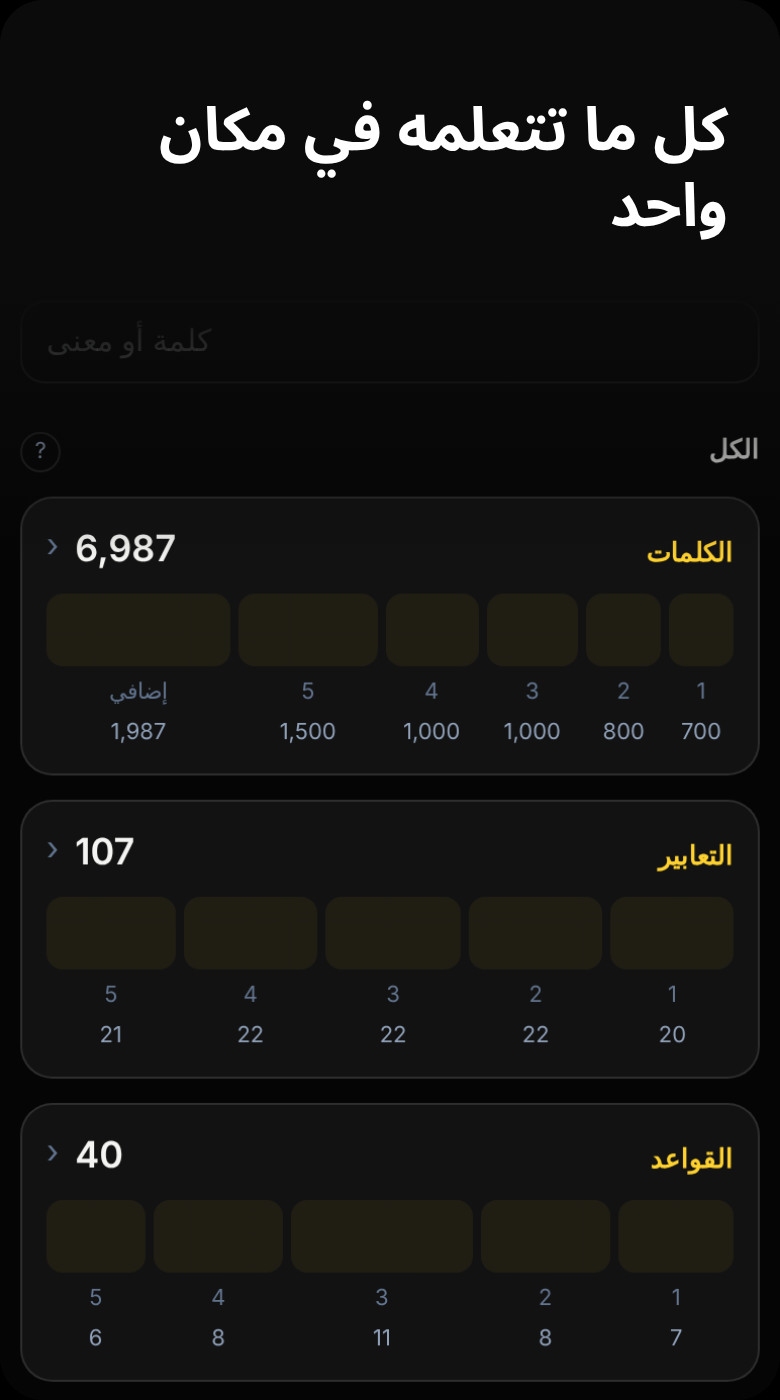 كل ما تتعلمه في مكان
واحد
كلمة أو معنى
الكل ?
الكلمات 6,987 ›
1 2 3 4 5 إضافي
700 800 1,000 1,000 1,500 1,987
التعابير 107 ›
1 2 3 4 5
20 22 22 22 21
القواعد 40 ›
1 2 3 4 5
7 8 11 8 6